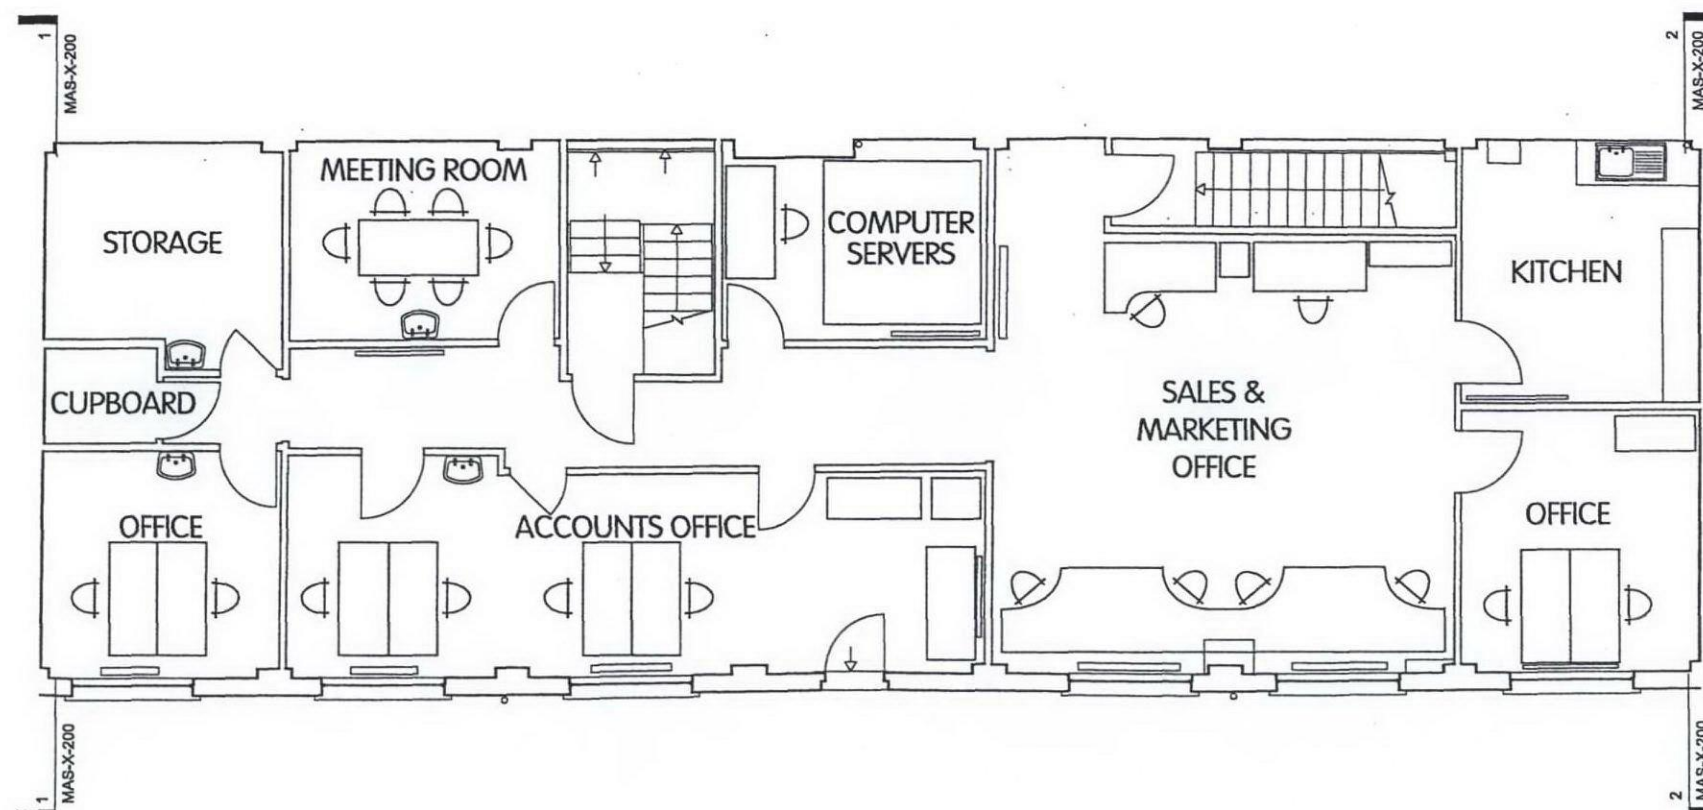 1
MAS-X-200
2
MAS-X-200
MEETING ROOM
STORAGE
COMPUTER
SERVERS
KITCHEN
CUPBOARD
SALES &
MARKETING
OFFICE
OFFICE
ACCOUNTS OFFICE
OFFICE
1
MAS-X-200
2
MAS-X-200